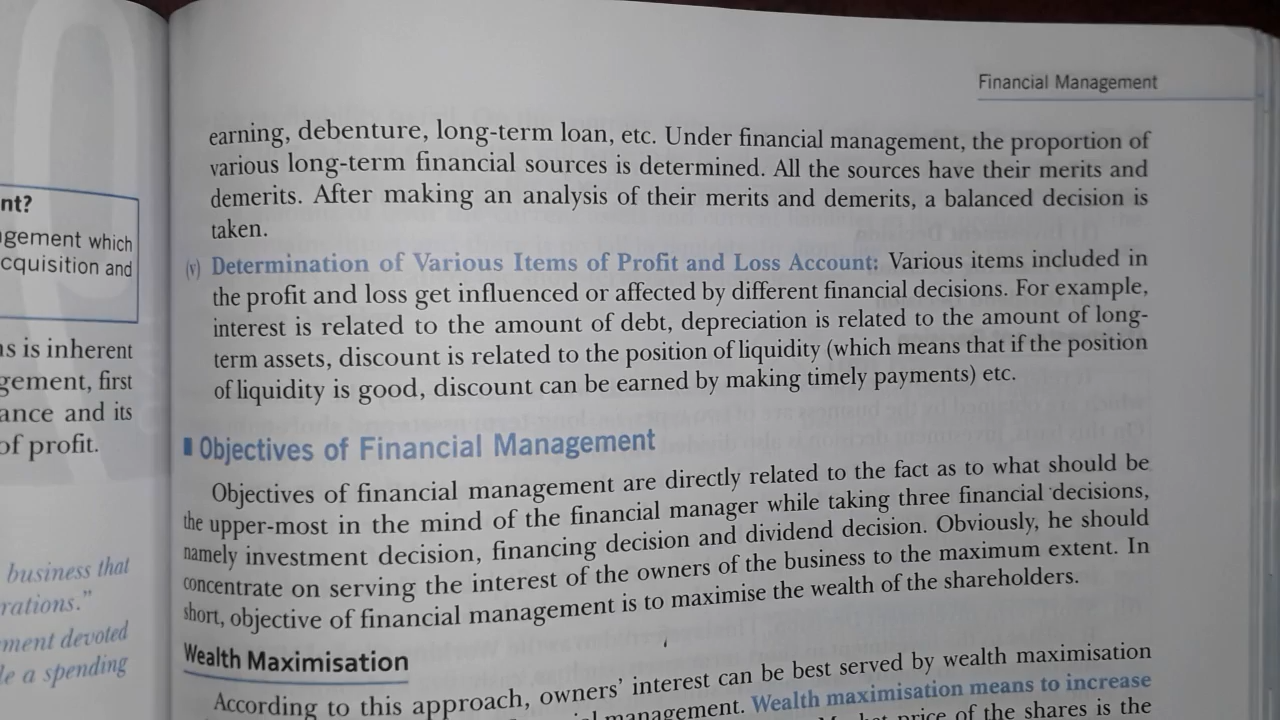 nt?
gement which
cquisition and
s is inherent
gement, first
ance and its
of profit.
business that
rations."
ment devoted
le a spending
Financial Management
earning, debenture, long-term loan, etc. Under financial management, the proportion of
various long-term financial sources is determined. All the sources have their merits and
demerits. After making an analysis of their merits and demerits, a balanced decision is
taken.
(v) Determination of Various Items of Profit and Loss Account: Various items included in
the profit and loss get influenced or affected by different financial decisions. For example,
interest is related to the amount of debt, depreciation is related to the amount of long-
term assets, discount is related to the position of liquidity (which means that if the position
of liquidity is good, discount can be earned by making timely payments) etc.
Objectives of Financial Management
Objectives of financial management are directly related to the fact as to what should be
the upper-most in the mind of the financial manager while taking three financial decisions,
namely investment decision, financing decision and dividend decision. Obviously, he should
concentrate on serving the interest of the owners of the business to the maximum extent. In
short, objective of financial management is to maximise the wealth of the shareholders.
Wealth Maximisation
According to this approach, owners' interest can be best served by wealth maximisation
management. Wealth maximisation means to increase
price of the shares is the